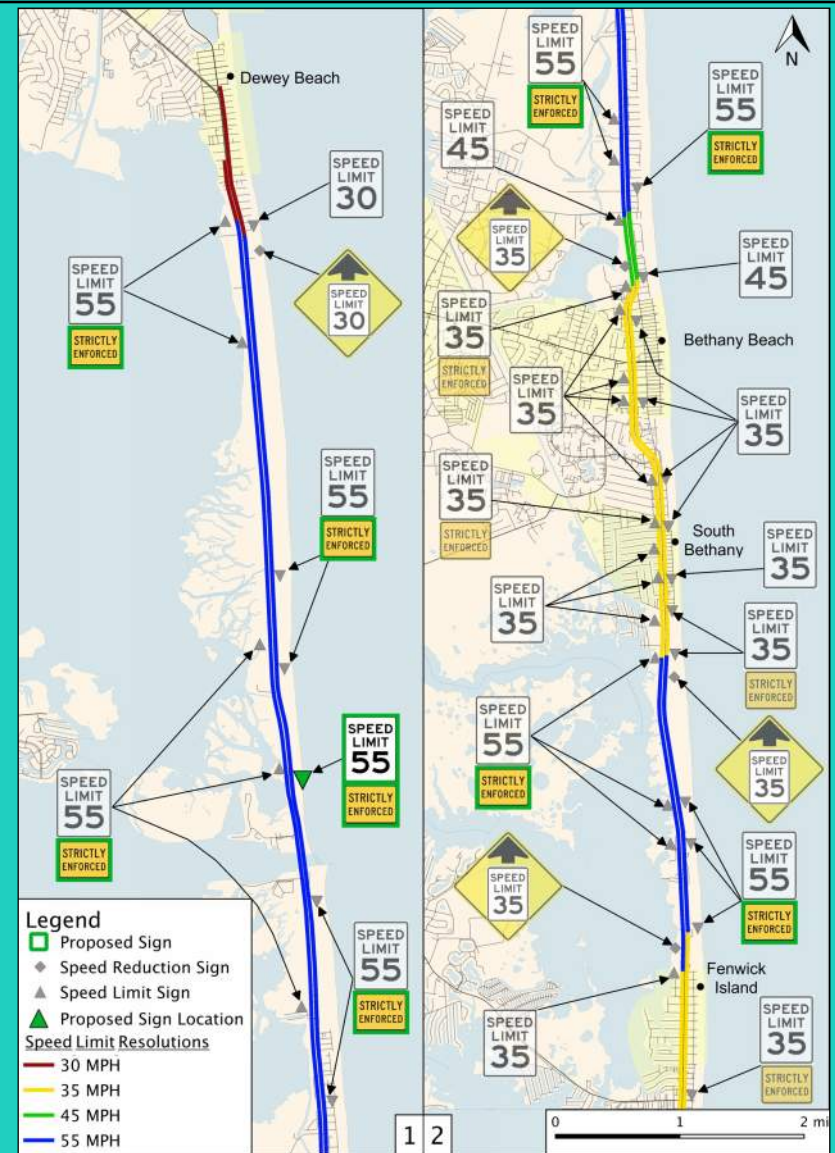 Dewey Beach
SPEED
LIMIT
30
SPEED
LIMIT
30
SPEED
LIMIT
55
STRICTLY
ENFORCED
SPEED
LIMIT
55
STRICTLY
ENFORCED
SPEED
LIMIT
55
STRICTLY
ENFORCED
SPEED
LIMIT
55
STRICTLY
ENFORCED
SPEED
LIMIT
55
STRICTLY
ENFORCED
Legend
Proposed Sign
Speed Reduction Sign
Speed Limit Sign
Proposed Sign Location
Speed Limit Resolutions
30 MPH
35 MPH
45 MPH
55 MPH
1
2
N
SPEED
LIMIT
55
STRICTLY
ENFORCED
SPEED
LIMIT
55
STRICTLY
ENFORCED
SPEED
LIMIT
45
SPEED
LIMIT
35
SPEED
LIMIT
45
SPEED
LIMIT
35
STRICTLY
ENFORCED
Bethany Beach
SPEED
LIMIT
35
SPEED
LIMIT
35
SPEED
LIMIT
35
STRICTLY
ENFORCED
South
Bethany
SPEED
LIMIT
35
SPEED
LIMIT
35
SPEED
LIMIT
35
STRICTLY
ENFORCED
SPEED
LIMIT
55
STRICTLY
ENFORCED
SPEED
LIMIT
35
SPEED
LIMIT
35
SPEED
LIMIT
55
STRICTLY
ENFORCED
Fenwick
Island
SPEED
LIMIT
35
SPEED
LIMIT
35
STRICTLY
ENFORCED
0 1 2 mi